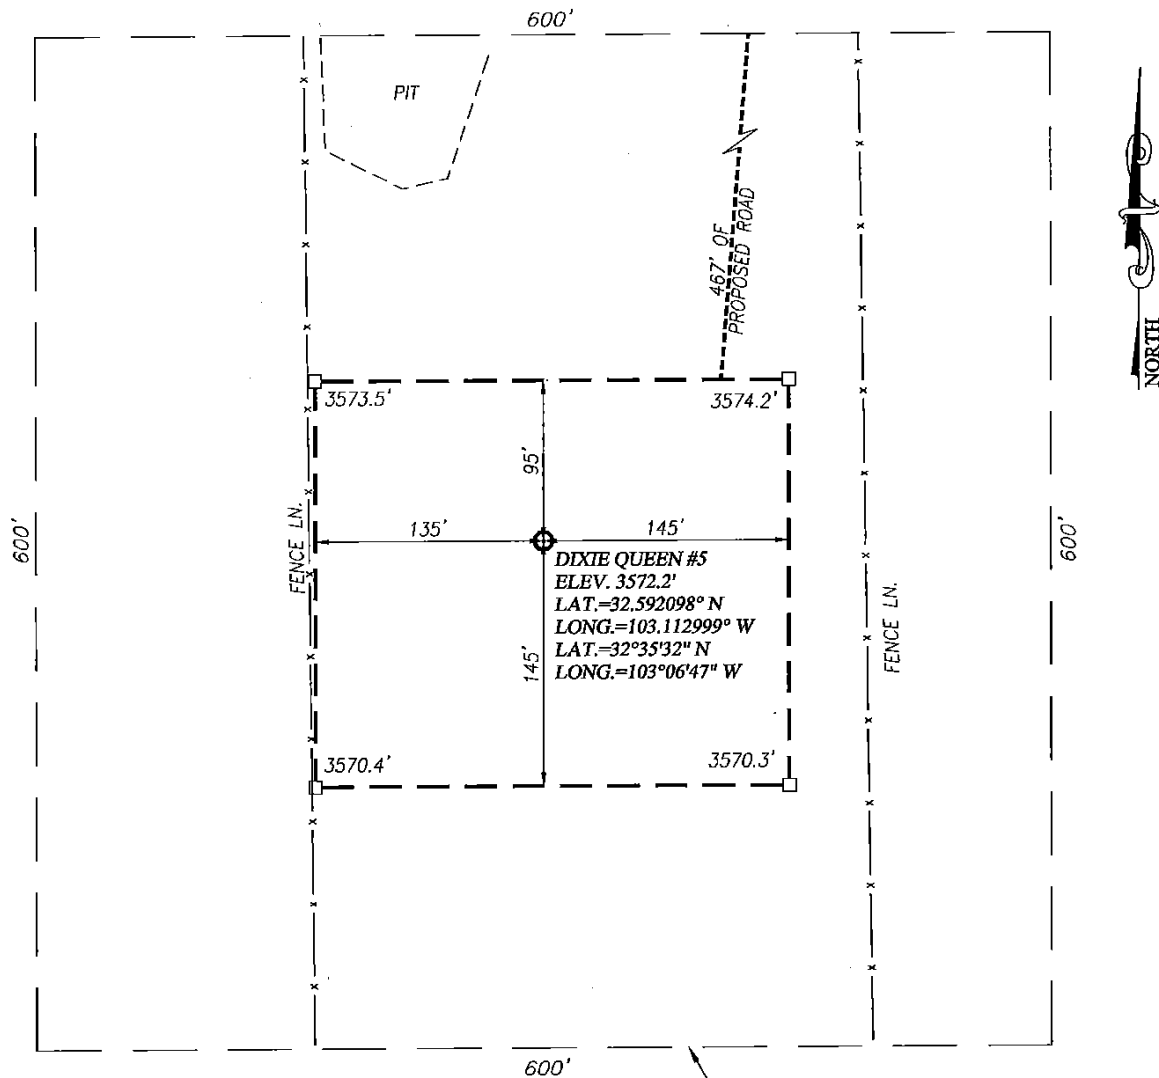 600'
PIT
467' OF
PROPOSED ROAD
NORTH
3573.5'
3574.2'
95'
600'
FENCE LN.
135'
145'
600'
DIXIE QUEEN #5
ELEV. 3572.2'
LAT.=32.592098° N
LONG.=103.112999° W
LAT.=32°35'32" N
LONG.=103°06'47" W
145'
FENCE LN.
3570.4'
3570.3'
600'